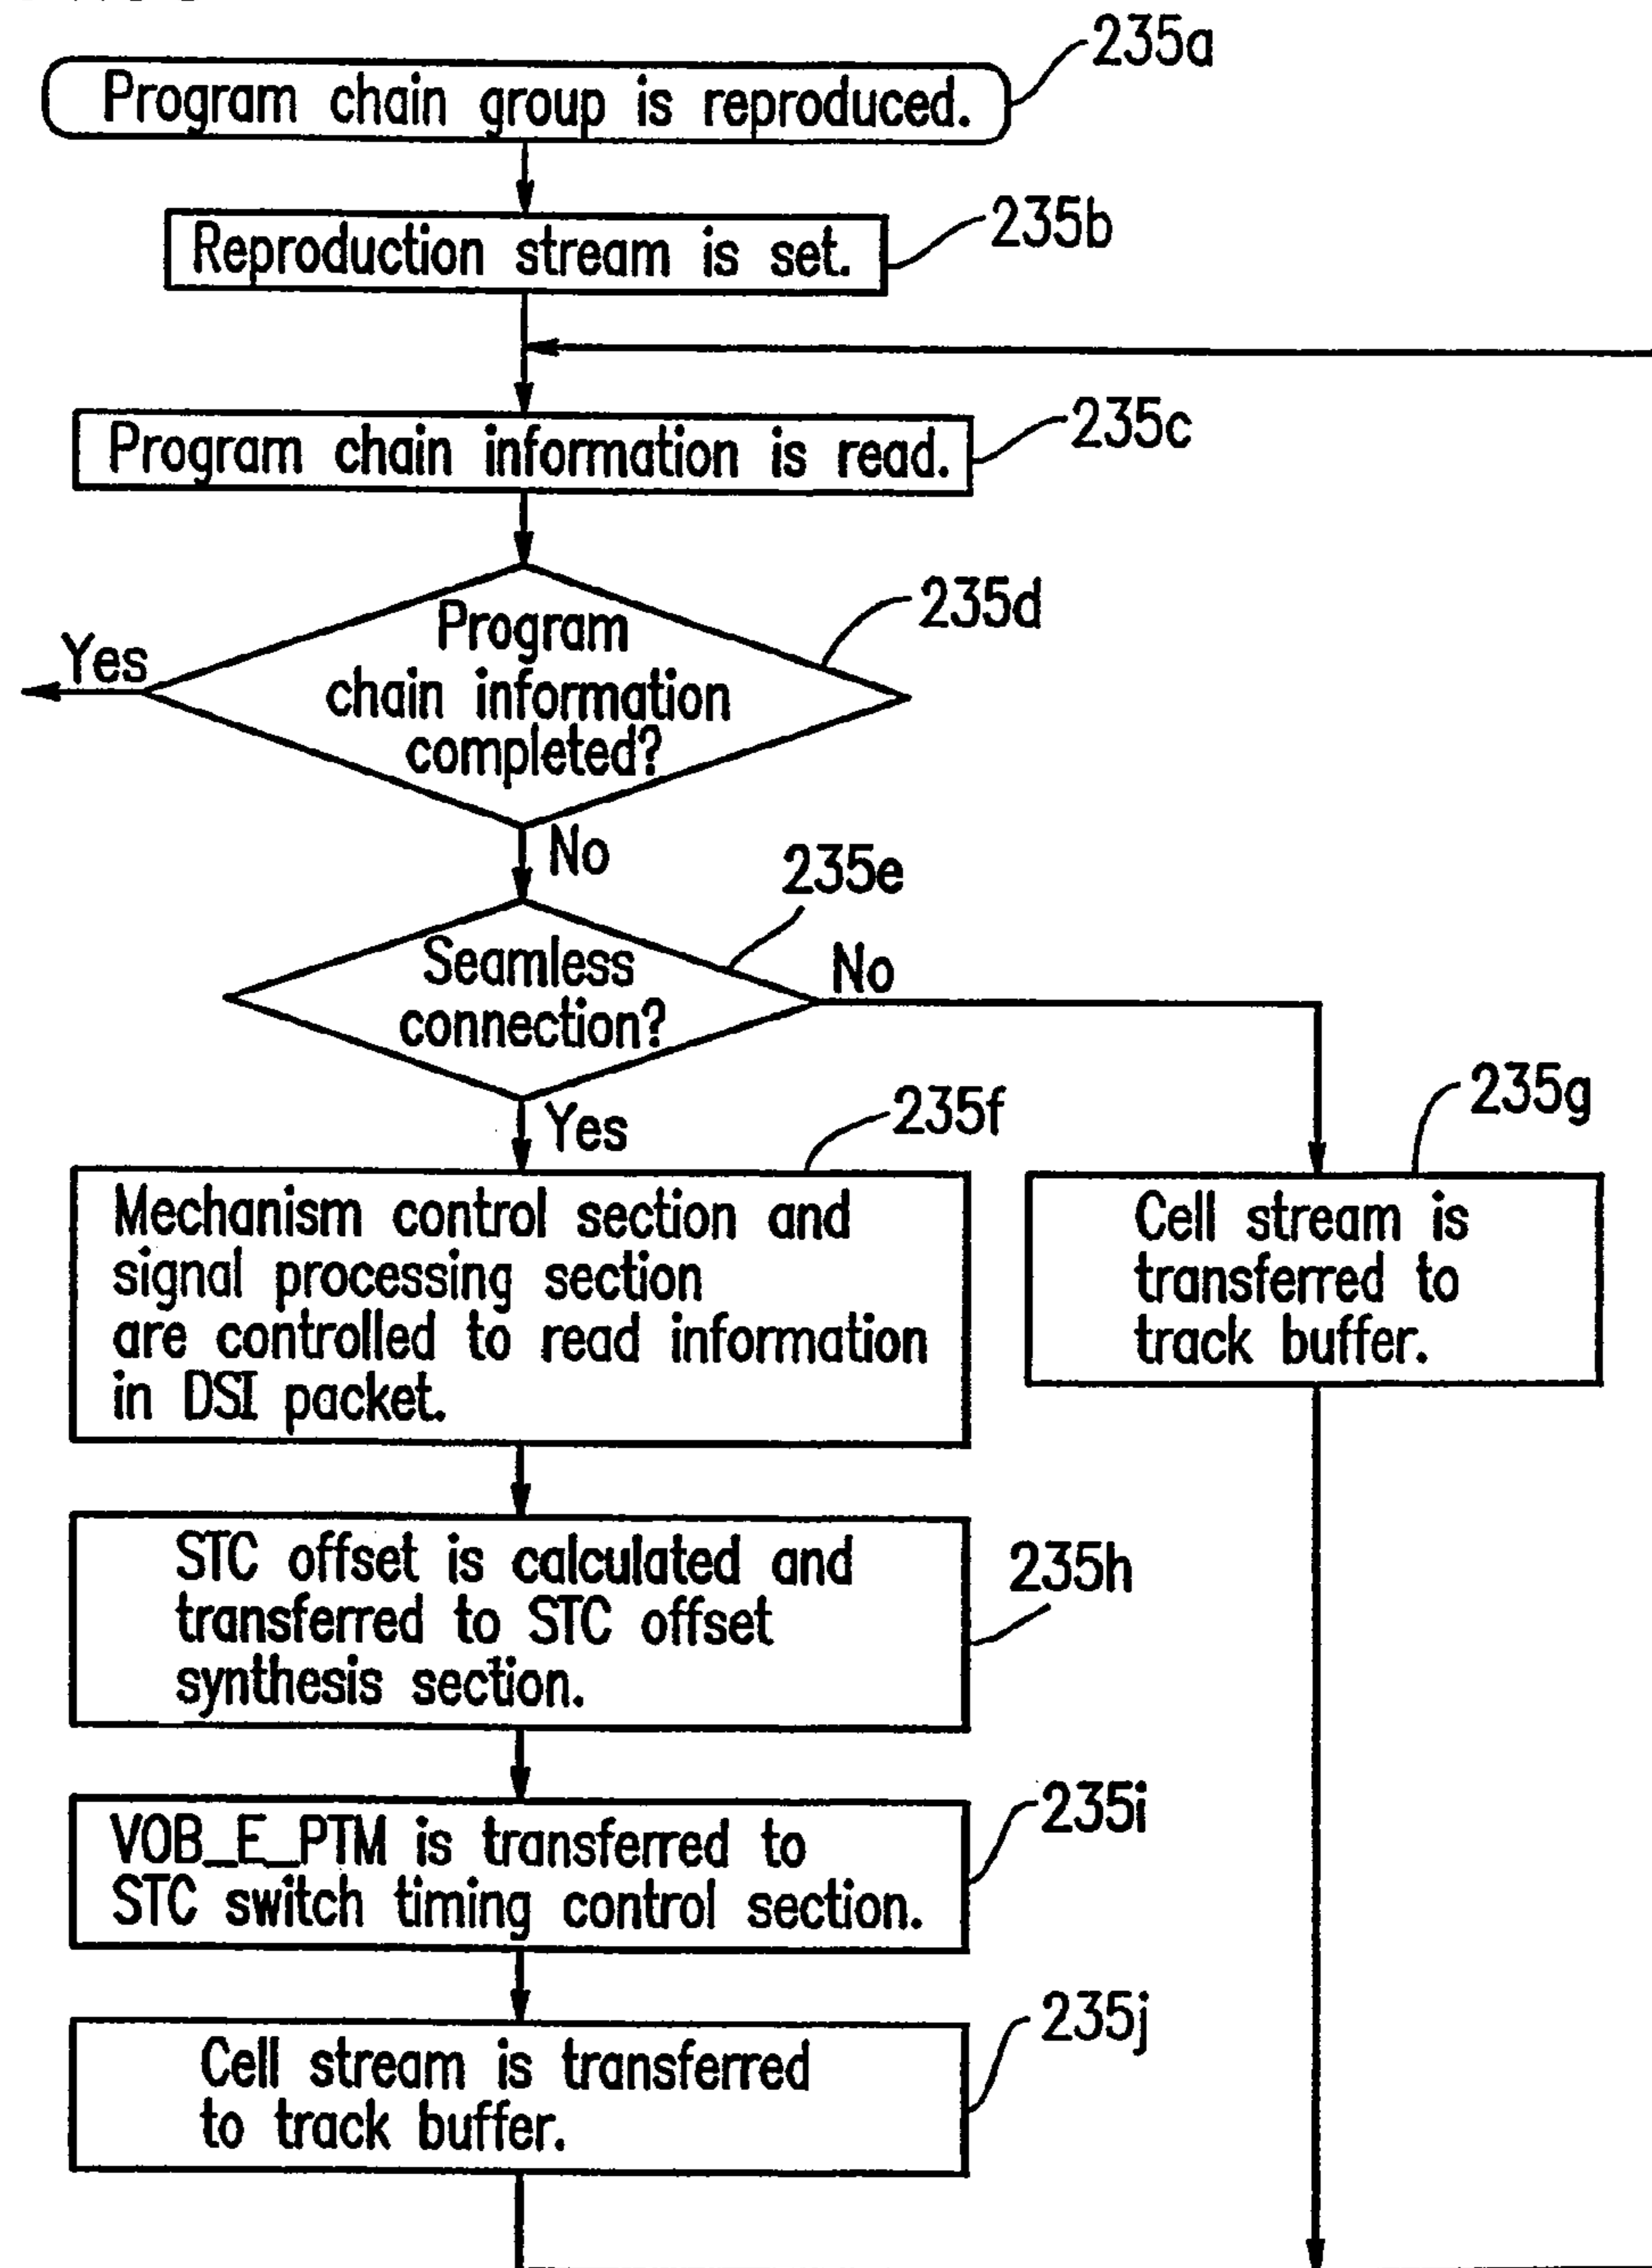 235a
Program chain group is reproduced.
235b
Reproduction stream is set.
235c
Program chain information is read.
235d
Program
chain information
completed?
Yes
No
235e
Seamless
connection?
No
Yes
235f
235g
Mechanism control section and
signal processing section
are controlled to read information
in DSI packet.
Cell stream is
transferred to
track buffer.
STC offset is calculated and
transferred to STC offset
synthesis section.
235h
VOB_E_PTM is transferred to
STC switch timing control section.
235i
Cell stream is transferred
to track buffer.
235j